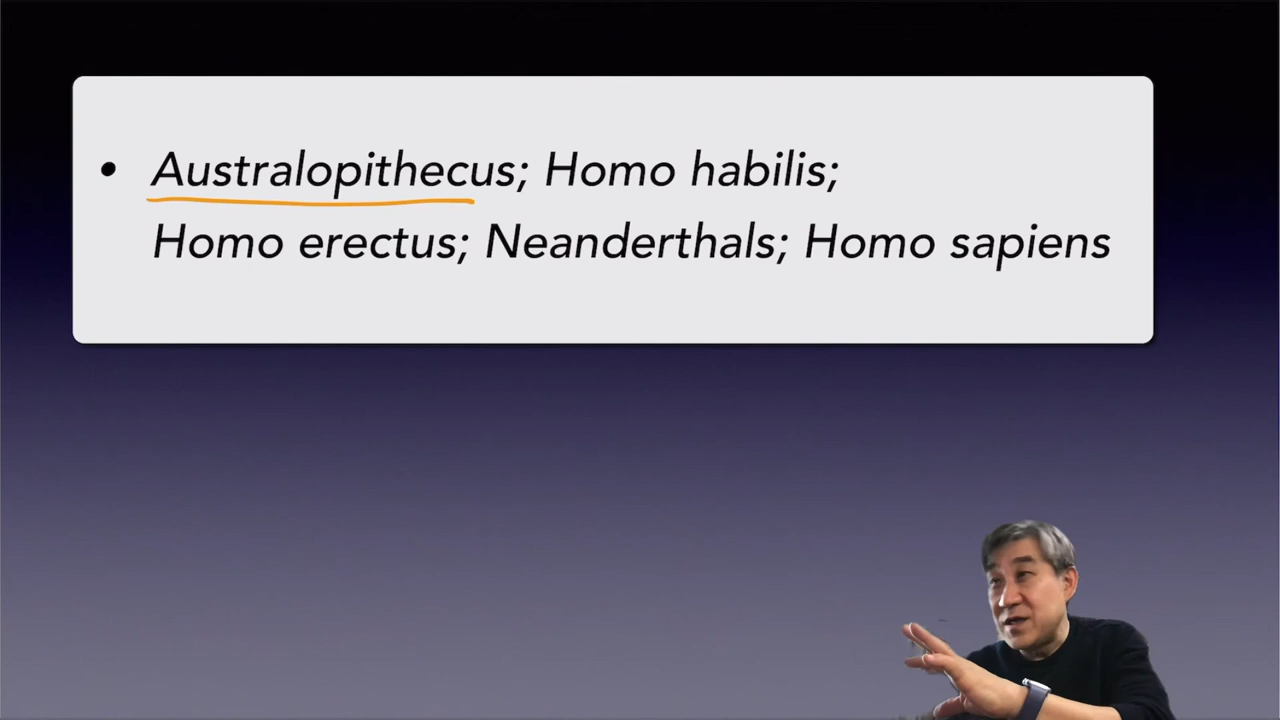 • Australopithecus; Homo habilis;
Homo erectus; Neanderthals; Homo sapiens